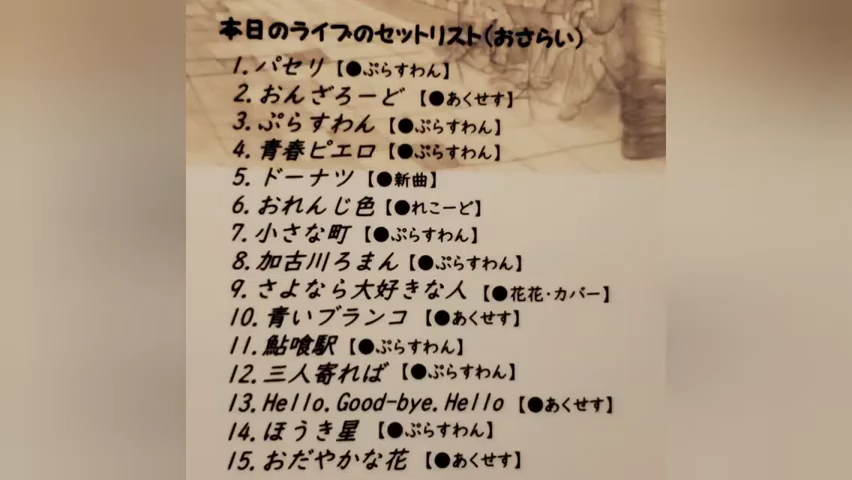 本日のライブのセットリスト(おさらい)
1.パセリ【●ぷらすわん】
2.おんざろーど【●あくせす】
3.ぷらすわん【●ぷらすわん】
4.青春ピエロ【●ぷらすわん】
5.ドーナツ【●新曲】
6.おれんじ色【●れこーど】
7.小さな町【●ぷらすわん】
8.加古川ろまん【●ぷらすわん】
9.さよなら大好きな人【●花花・カバー】
10.青いブランコ【●あくせす】
11.鮎喰駅【●ぷらすわん】
12.三人寄れば【●ぷらすわん】
13.Hello.Good-bye.Hello【●あくせす】
14.ほうき星【●ぷらすわん】
15.おだやかな花【●あくせす】